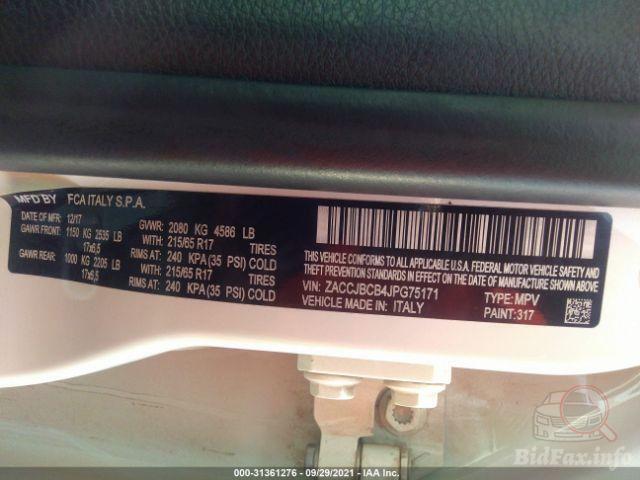 MFD BY FCA ITALY S.P.A.
DATE OF MF: 12/17 GVWR: 2080 KG 4586 LB
GAWR FRONT: 1150 KG 2535 LB WITH: 215/65 R17 TIRES
17x6,5 RIMS AT: 240 KPA (35 PSI) COLD
GAWR REAR: 1000 KG 2205 LB WITH: 215/65 R17 TIRES
17x6,5 RIMS AT: 240 KPA (35 PSI) COLD
THIS VEHICLE CONFORMS TO ALL APPLICABLE U.S.A. FEDERAL MOTOR VEHICLE SAFETY
AND THEFT PREVENTION STANDARDS IN EFFECT ON THE DATE OF MANUFACTURE SHOWN ABOVE.
VIN: ZACCJBCB4JPG75171 TYPE: MPV
VEHICLE MADE IN: ITALY PAINT: 317
000-31361276 - 09/29/2021 - IAA Inc.
BidFax.info